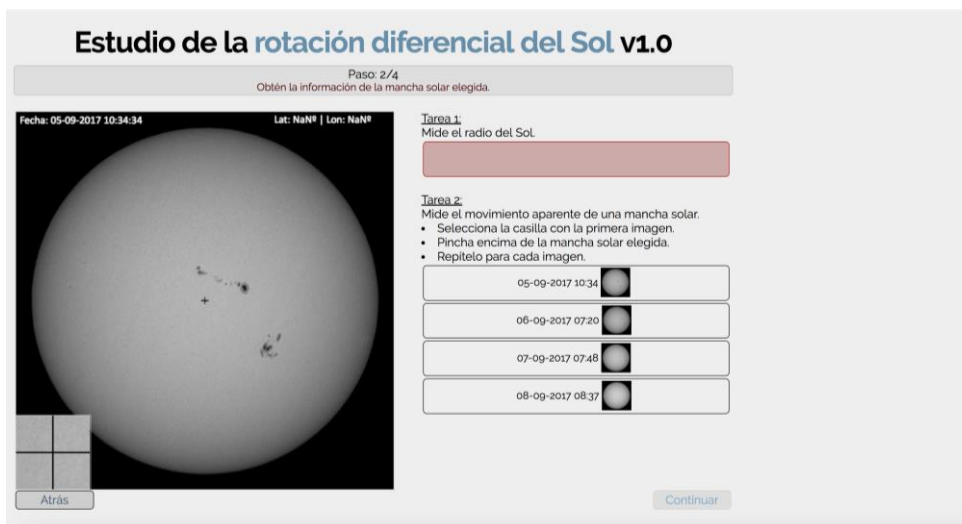 Estudio de la rotación diferencial del Sol v1.0
Paso: 2/4
Obtén la información de la mancha solar elegida.
Fecha: 05-09-2017 10:34:34
Lat: NaNº | Lon: NaNº
Tarea 1:
Mide el radio del Sol.
Tarea 2:
Mide el movimiento aparente de una mancha solar.
• Selecciona la casilla con la primera imagen.
• Pincha encima de la mancha solar elegida.
• Repítelo para cada imagen.
05-09-2017 10:34
06-09-2017 07:20
07-09-2017 07:48
08-09-2017 08:37
Atrás
Continuar